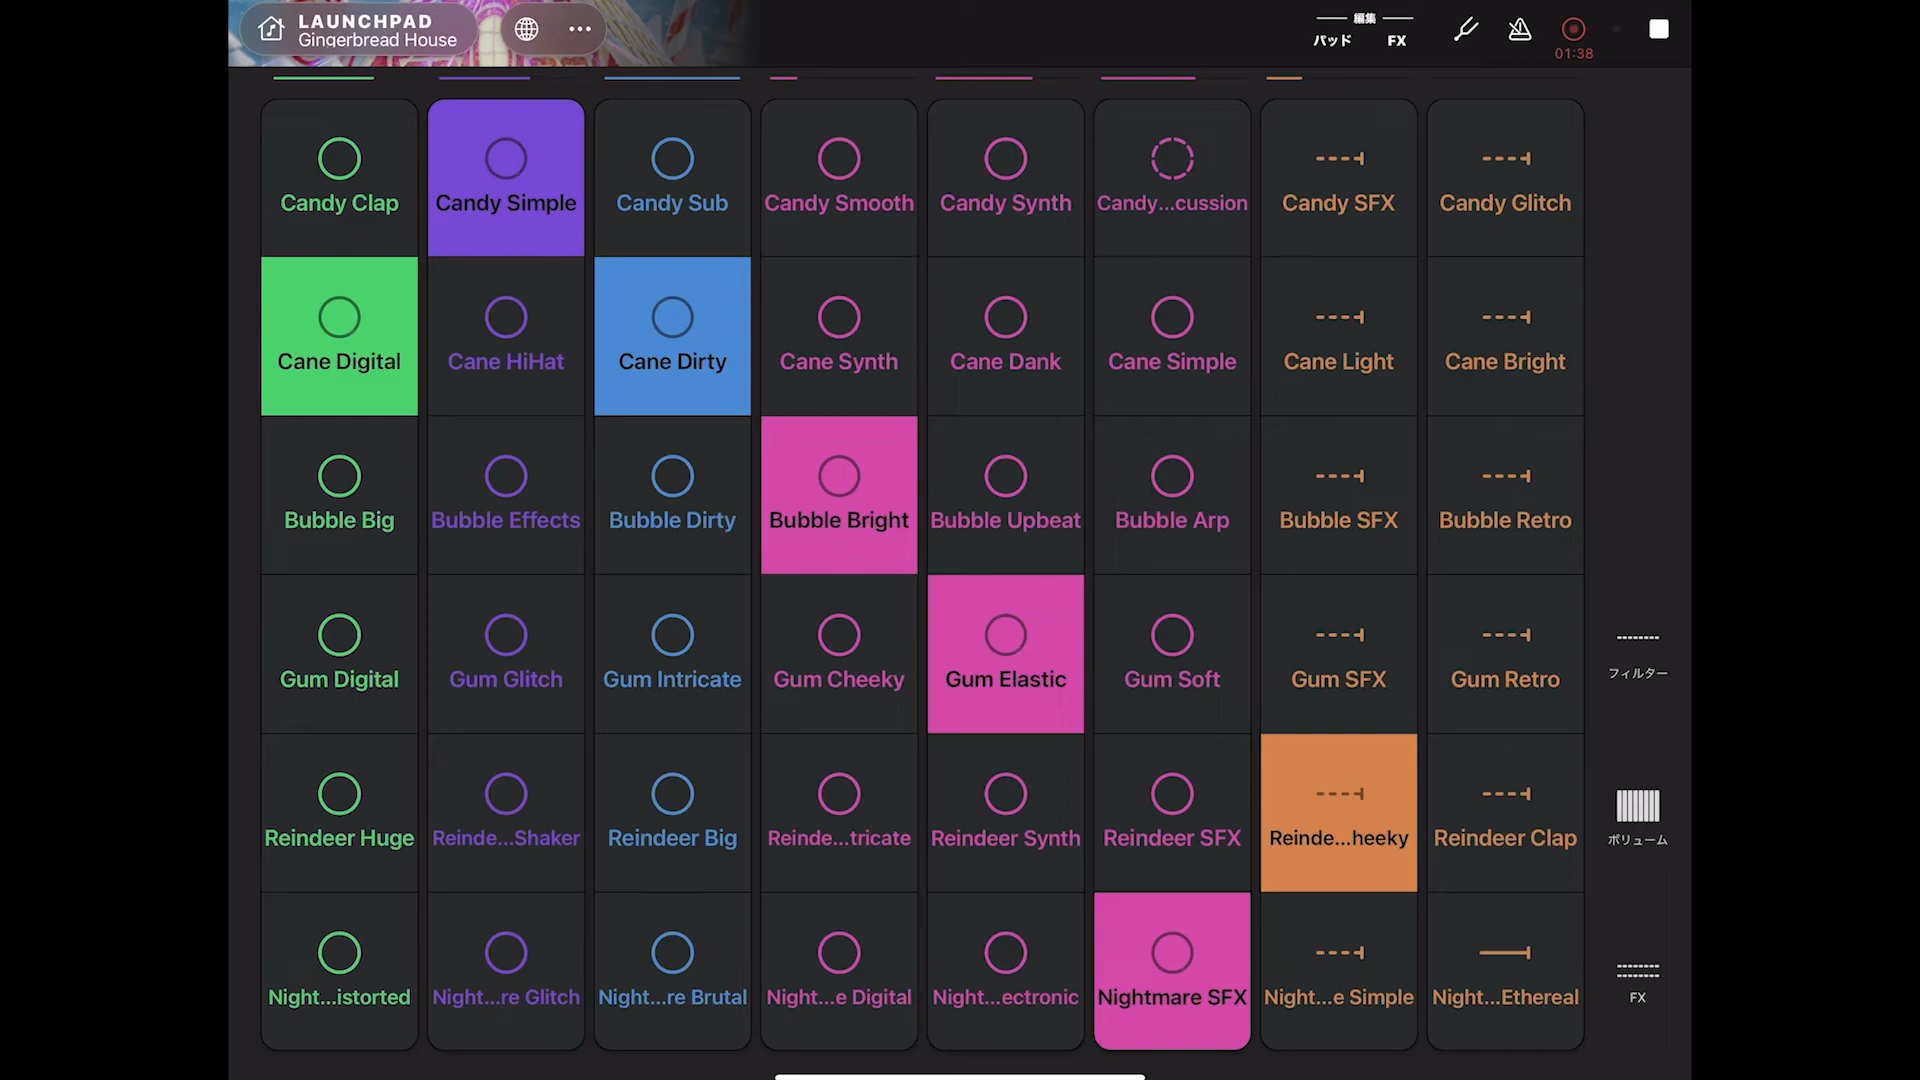 LAUNCHPAD
Gingerbread House
編集
パッド FX
01:38
Candy Clap Candy Simple Candy Sub Candy Smooth Candy Synth Candy...cussion Candy SFX Candy Glitch
Cane Digital Cane HiHat Cane Dirty Cane Synth Cane Dank Cane Simple Cane Light Cane Bright
Bubble Big Bubble Effects Bubble Dirty Bubble Bright Bubble Upbeat Bubble Arp Bubble SFX Bubble Retro
Gum Digital Gum Glitch Gum Intricate Gum Cheeky Gum Elastic Gum Soft Gum SFX Gum Retro
フィルター
Reindeer Huge Reinde...Shaker Reindeer Big Reinde...tricate Reindeer Synth Reindeer SFX Reinde...heeky Reindeer Clap
ボリューム
Night...istorted Night...re Glitch Night...re Brutal Night...e Digital Night...ectronic Nightmare SFX Night...e Simple Night...Ethereal
FX